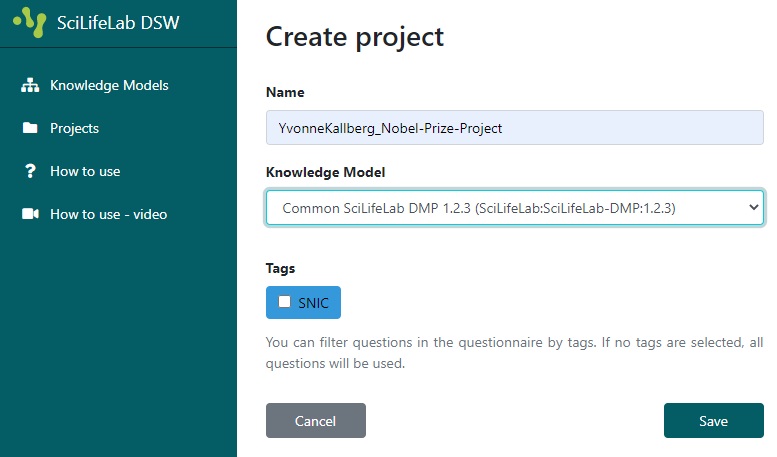 SciLifeLab DSW
Knowledge Models
Projects
How to use
How to use - video
Create project
Name
YvonneKallberg_Nobel-Prize-Project
Knowledge Model
Common SciLifeLab DMP 1.2.3 (SciLifeLab:SciLifeLab-DMP:1.2.3)
Tags
SNIC
You can filter questions in the questionnaire by tags. If no tags are selected, all
questions will be used.
Cancel
Save